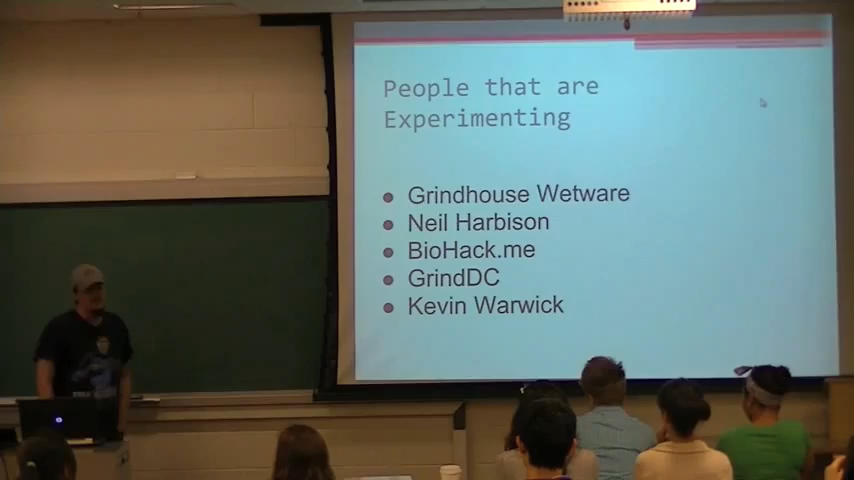 People that are
Experimenting
Grindhouse Wetware
Neil Harbison
BioHack.me
GrindDC
Kevin Warwick